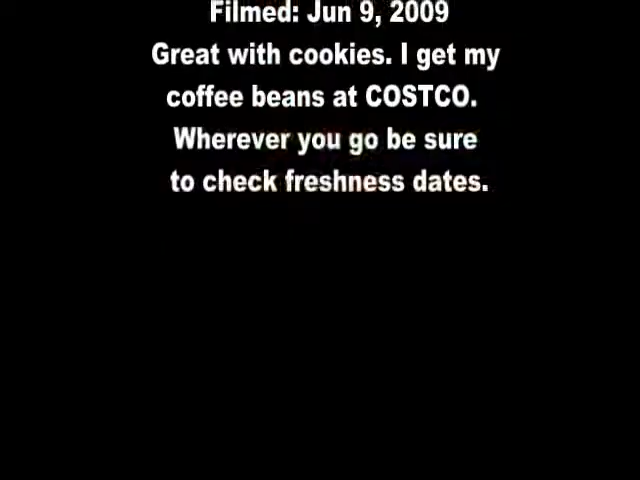 Filmed: Jun 9, 2009
Great with cookies. I get my
coffee beans at COSTCO.
Wherever you go be sure
to check freshness dates.